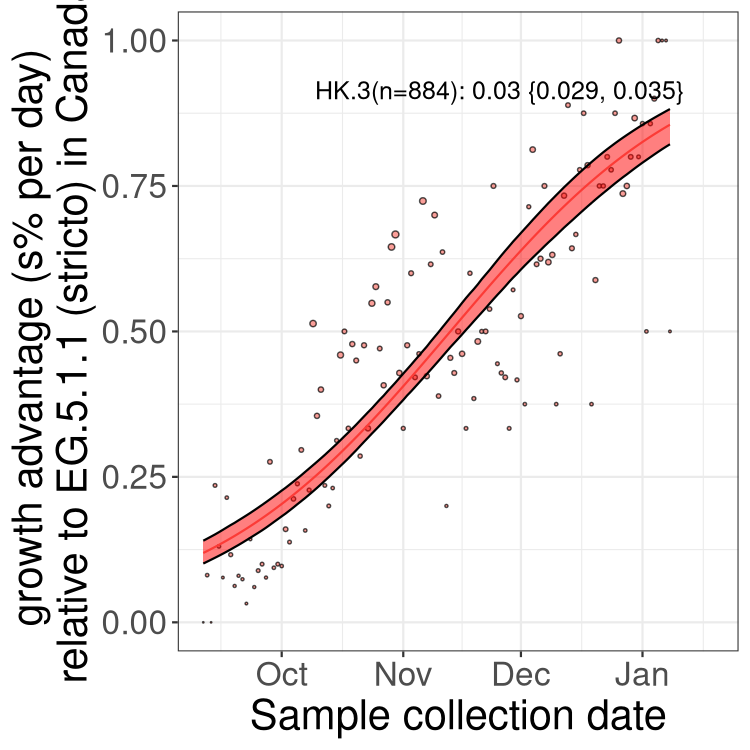 growth advantage (s% per day)
relative to EG.5.1.1 (stricto) in Canada
1.00
0.75
0.50
0.25
0.00
HK.3(n=884): 0.03 {0.029, 0.035}
Oct Nov Dec Jan
Sample collection date